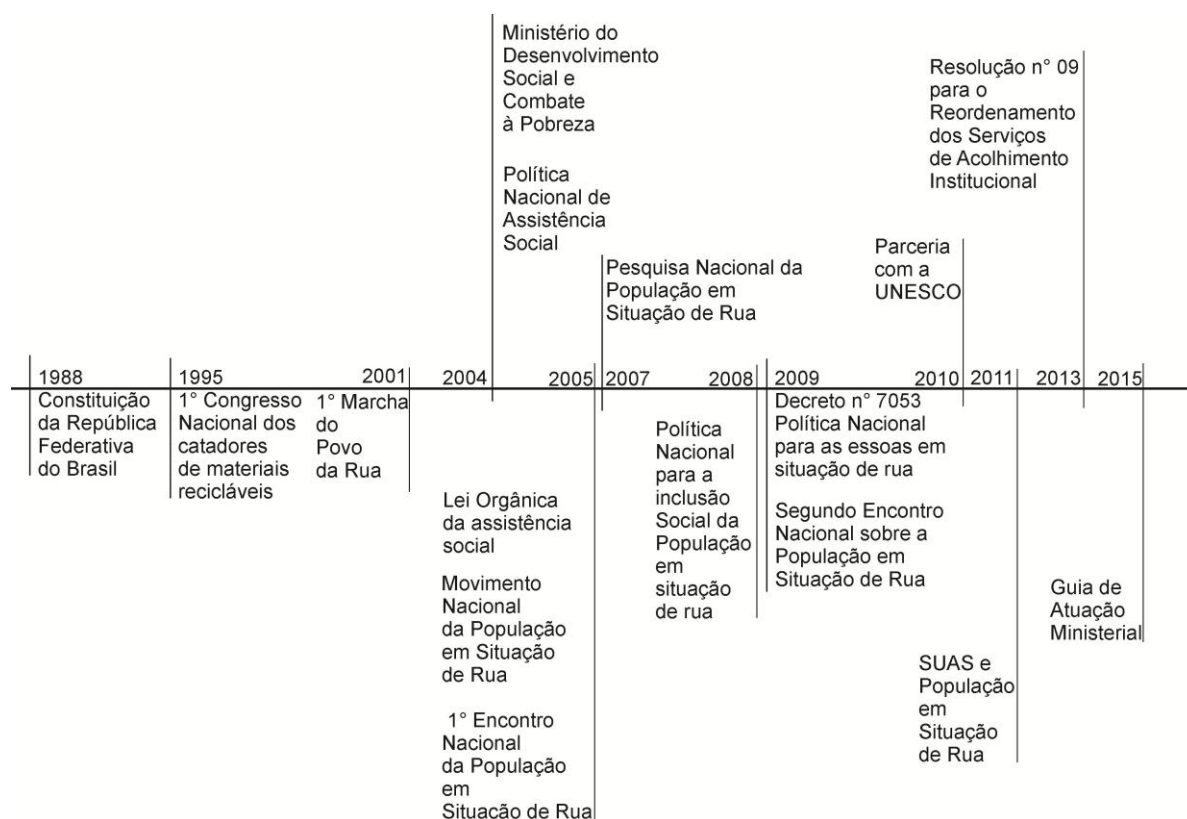 Ministério do
Desenvolvimento
Social e
Combate
à Pobreza
Política
Nacional de
Assistência
Social
Resolução n° 09
para o
Reordenamento
dos Serviços
de Acolhimento
Institucional
Parceria
com a
UNESCO
Pesquisa Nacional da
População em
Situação de Rua
1988
1995
2001
2004
2005
2007
2008
2009
2010
2011
2013
2015
Constituição
da República
Federativa
do Brasil
1° Congresso
Nacional dos
catadores
de materiais
recicláveis
1° Marcha
do
Povo
da Rua
Lei Orgânica
da assistência
social
Movimento
Nacional
da População
em Situação
de Rua
1° Encontro
Nacional
da População
em
Situação de Rua
Política
Nacional
para a
inclusão
Social da
População
em
situação
de rua
Decreto n° 7053
Política Nacional
para as essoas em
situação de rua
Segundo Encontro
Nacional sobre a
População em
Situação de Rua
SUAS e
População
em
Situação
de Rua
Guia de
Atuação
Ministerial